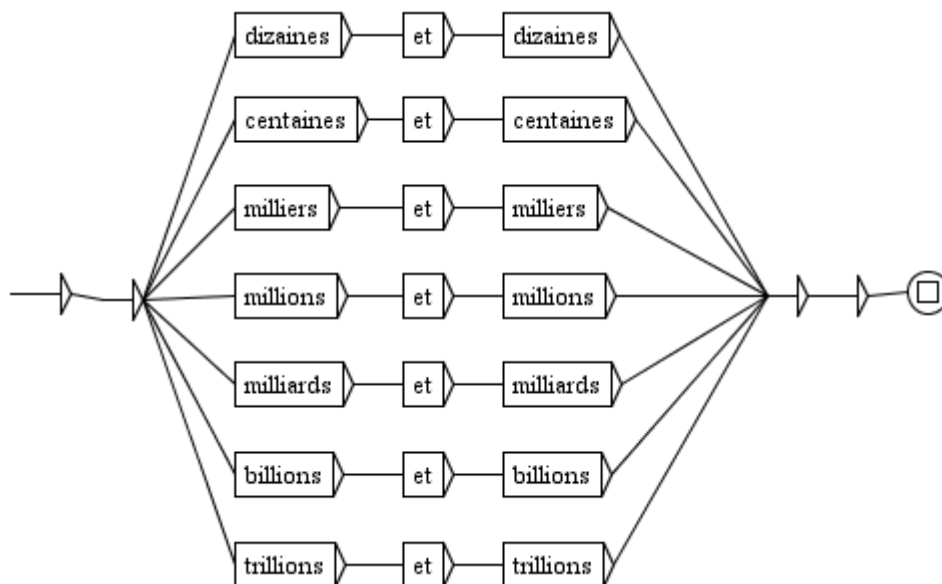 dizaines et dizaines
centaines et centaines
milliers et milliers
millions et millions
milliards et milliards
billions et billions
trillions et trillions